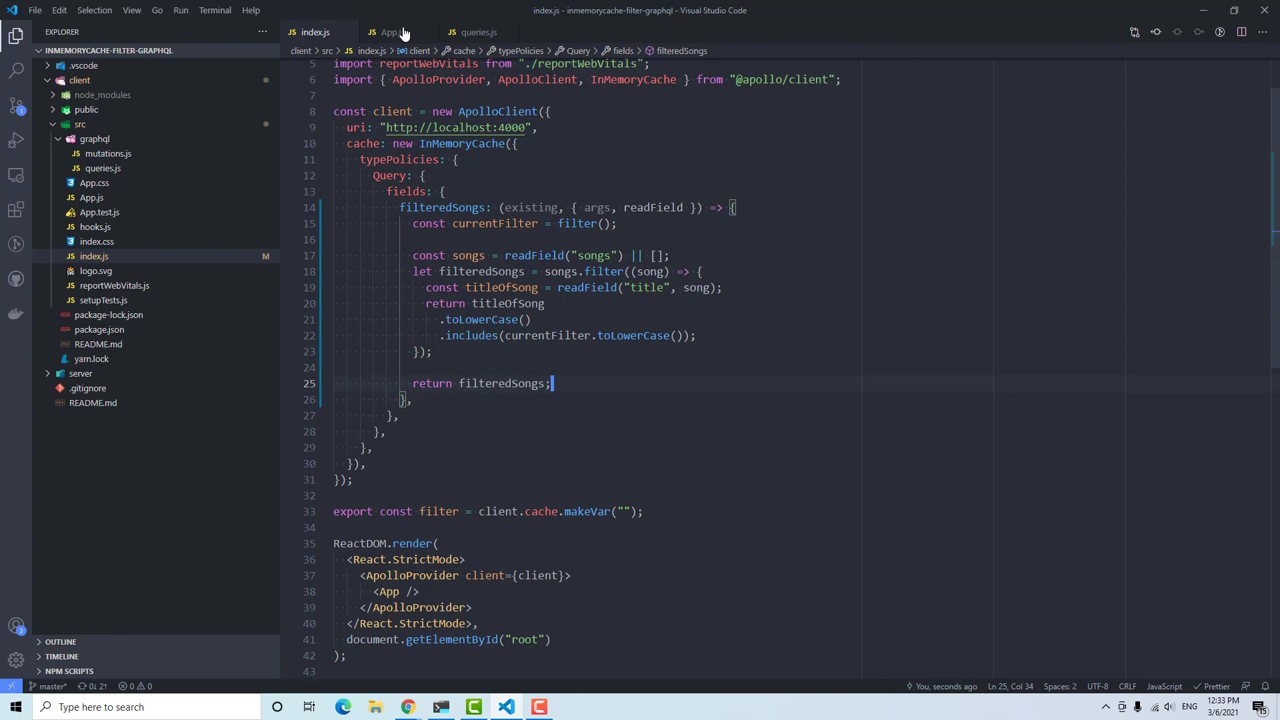 File Edit Selection View Go Run Terminal Help
index.js - inmemorycache-filter-graphql - Visual Studio Code
EXPLORER
index.js App.js queries.js
INMEMORYCACHE-FILTER-GRAPHQL
client > src > index.js > client > cache > typePolicies > Query > fields > filteredSongs
.vscode
client
node_modules
public
src
graphql
mutations.js
queries.js
App.css
App.js
App.test.js
hooks.js
index.css
index.js M
logo.svg
reportWebVitals.js
setupTests.js
package-lock.json
package.json
README.md
yarn.lock
server
.gitignore
README.md
OUTLINE
TIMELINE
NPM SCRIPTS
5 import reportWebVitals from "./reportWebVitals";
6 import { ApolloProvider, ApolloClient, InMemoryCache } from "@apollo/client";
7
8 const client = new ApolloClient({
9 uri: "http://localhost:4000",
10 cache: new InMemoryCache({
11 typePolicies: {
12 Query: {
13 fields: {
14 filteredSongs: (existing, { args, readField }) => {
15 const currentFilter = filter();
16
17 const songs = readField("songs") || [];
18 let filteredSongs = songs.filter((song) => {
19 const titleOfSong = readField("title", song);
20 return titleOfSong
21 .toLowerCase()
22 .includes(currentFilter.toLowerCase());
23 });
24
25 return filteredSongs;
26 },
27 },
28 },
29 },
30 }),
31 });
32
33 export const filter = client.cache.makeVar("");
34
35 ReactDOM.render(
36 <React.StrictMode>
37 <ApolloProvider client={client}>
38 <App />
39 </ApolloProvider>
40 </React.StrictMode>,
41 document.getElementById("root")
42 );
43
master* 0↓ 2↑ 0 0
You, seconds ago Ln 25, Col 34 Spaces: 2 UTF-8 CRLF JavaScript Prettier
Type here to search
ENG
12:33 PM
3/6/2021
15